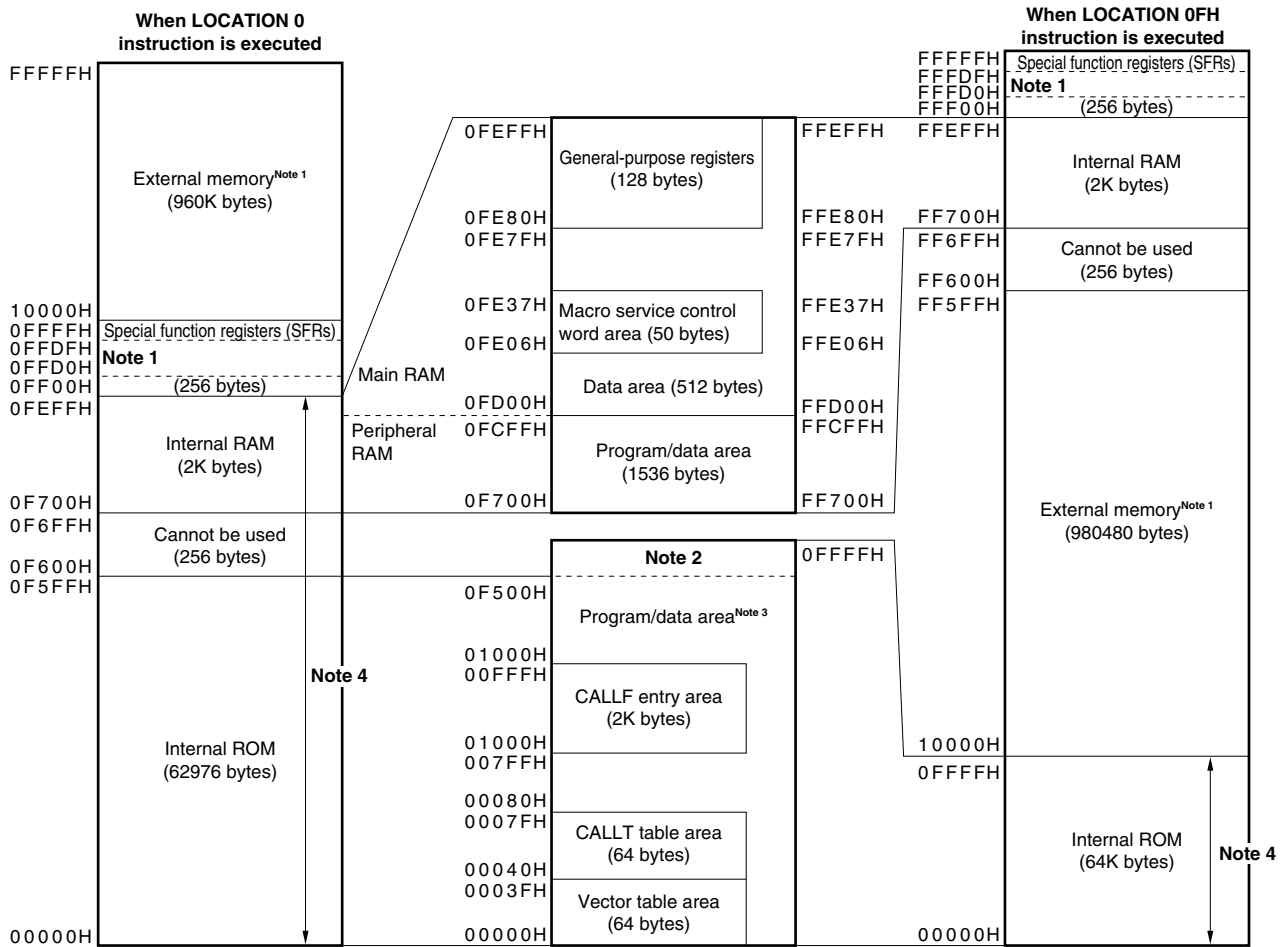 When LOCATION 0
instruction is executed
FFFFFH
External memory Note 1
(960K bytes)
10000H
0FFFFH
Special function registers (SFRs)
0FFDFH
Note 1
0FFD0H
0FF00H
(256 bytes)
0FEFFH
Internal RAM
(2K bytes)
0F700H
0F6FFH
Cannot be used
(256 bytes)
0F600H
0F5FFH
Note 4
Internal ROM
(62976 bytes)
00000H
Main RAM
Peripheral
RAM
0FEFFH
General-purpose registers
(128 bytes)
0FE80H
0FE7FH
0FE37H
Macro service control
word area (50 bytes)
0FE06H
Data area (512 bytes)
0FD00H
0FCFFH
Program/data area
(1536 bytes)
0F700H
FFEFFH
FFE80H
FFE7FH
FFE37H
FFE06H
FFD00H
FFCFFH
FF700H
Note 2
0FFFFH
0F500H
Program/data area Note 3
01000H
00FFFH
CALLF entry area
(2K bytes)
01000H
007FFH
00080H
0007FH
CALLT table area
(64 bytes)
00040H
0003FH
Vector table area
(64 bytes)
00000H
When LOCATION 0FH
instruction is executed
FFFFFH
Special function registers (SFRs)
FFFDFH
Note 1
FFFD0H
FFF00H
(256 bytes)
FFEFFH
Internal RAM
(2K bytes)
FF700H
FF6FFH
Cannot be used
(256 bytes)
FF600H
FF5FFH
External memory Note 1
(980480 bytes)
10000H
0FFFFH
Internal ROM
(64K bytes)
Note 4
00000H